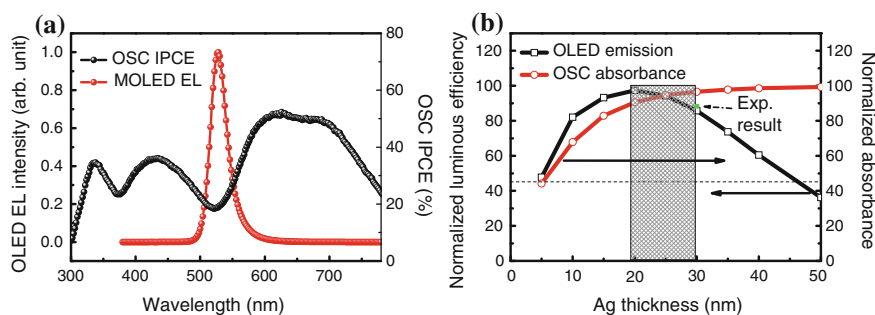 (a)
OLED EL intensity (arb. unit)
1.0
0.8
0.6
0.4
0.2
0.0
OSC IPCE
MOLED EL
80
60
40
20
0
OSC IPCE (%)
300 400 500 600 700
Wavelength (nm)
(b)
Normalized luminous efficiency
120
100
80
60
40
20
0
OLED emission
OSC absorbance
Exp.
result
120
100
80
60
40
20
0
Normalized absorbance
0 10 20 30 40 50
Ag thickness (nm)